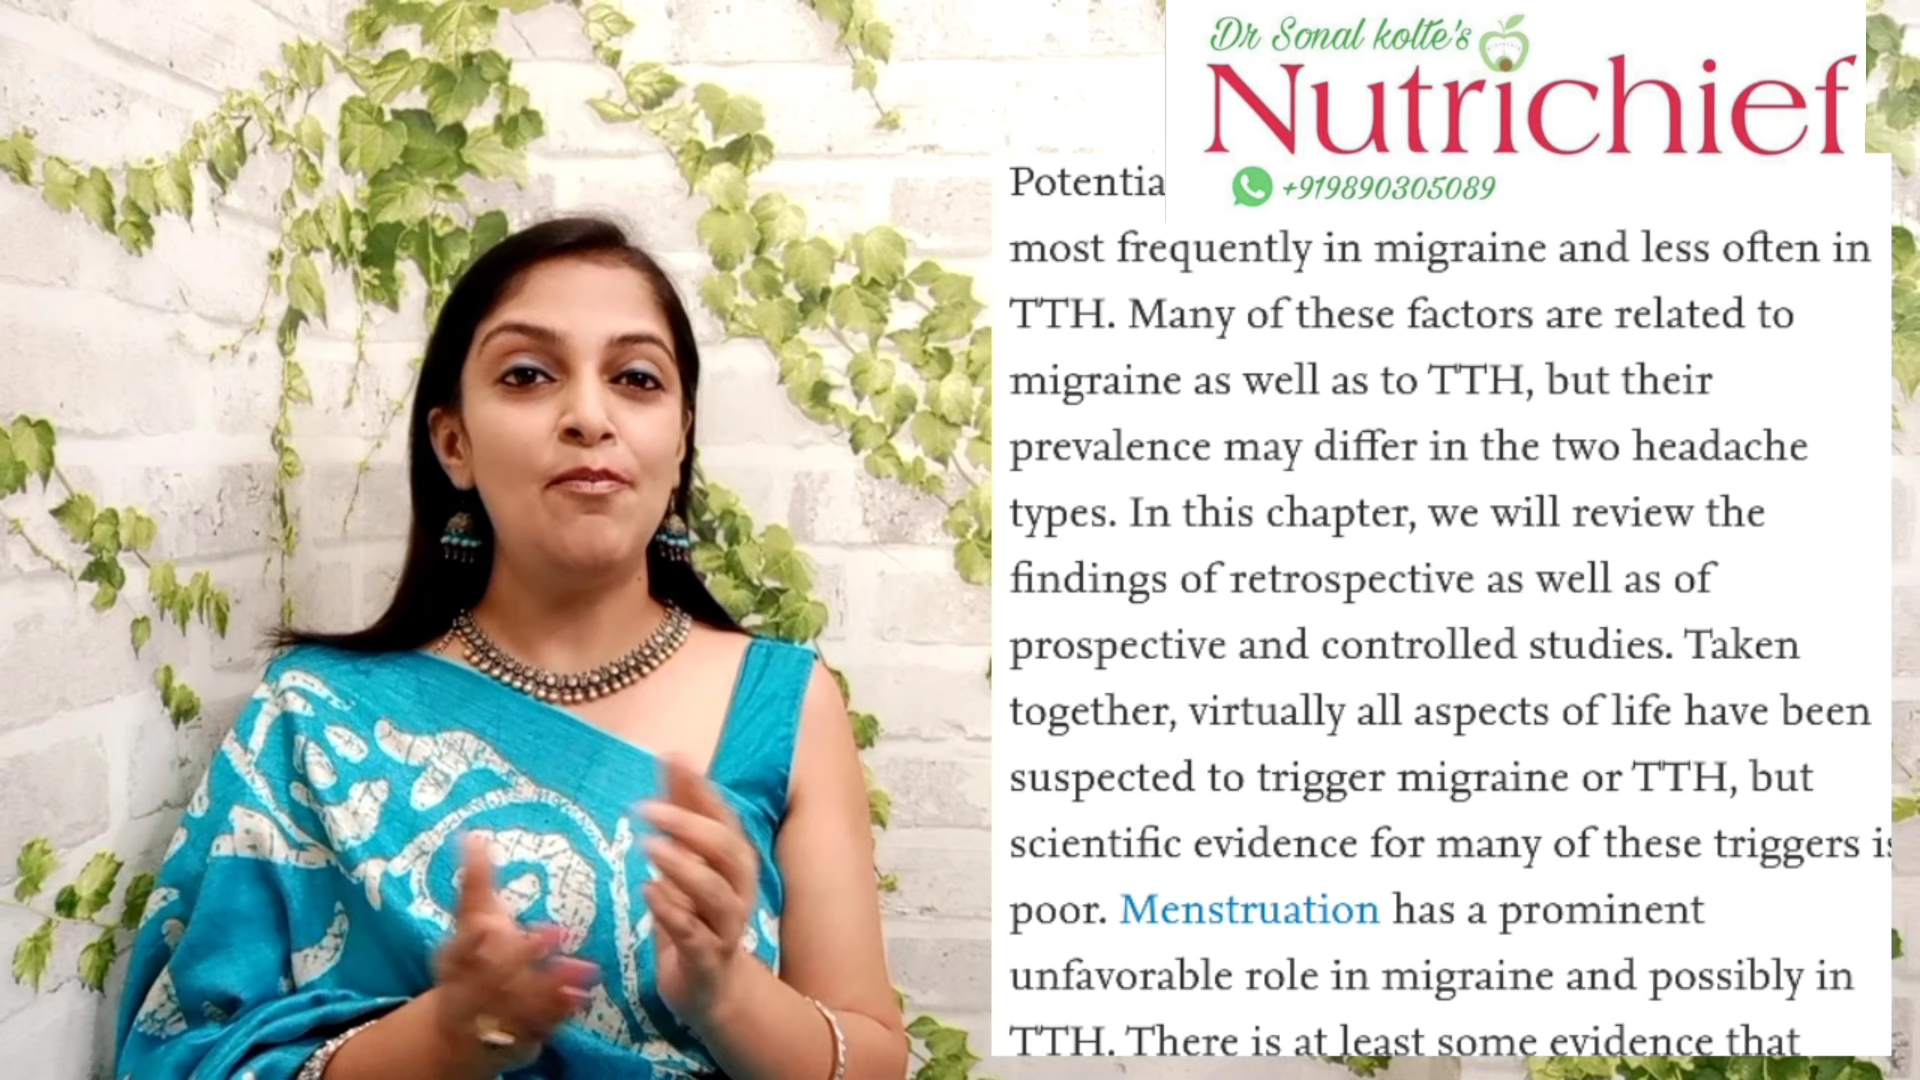 Dr Sonal kolte's
Nutrichief
+919890305089
Potentia
most frequently in migraine and less often in
TTH. Many of these factors are related to
migraine as well as to TTH, but their
prevalence may differ in the two headache
types. In this chapter, we will review the
findings of retrospective as well as of
prospective and controlled studies. Taken
together, virtually all aspects of life have been
suspected to trigger migraine or TTH, but
scientific evidence for many of these triggers is
poor. Menstruation has a prominent
unfavorable role in migraine and possibly in
TTH. There is at least some evidence that